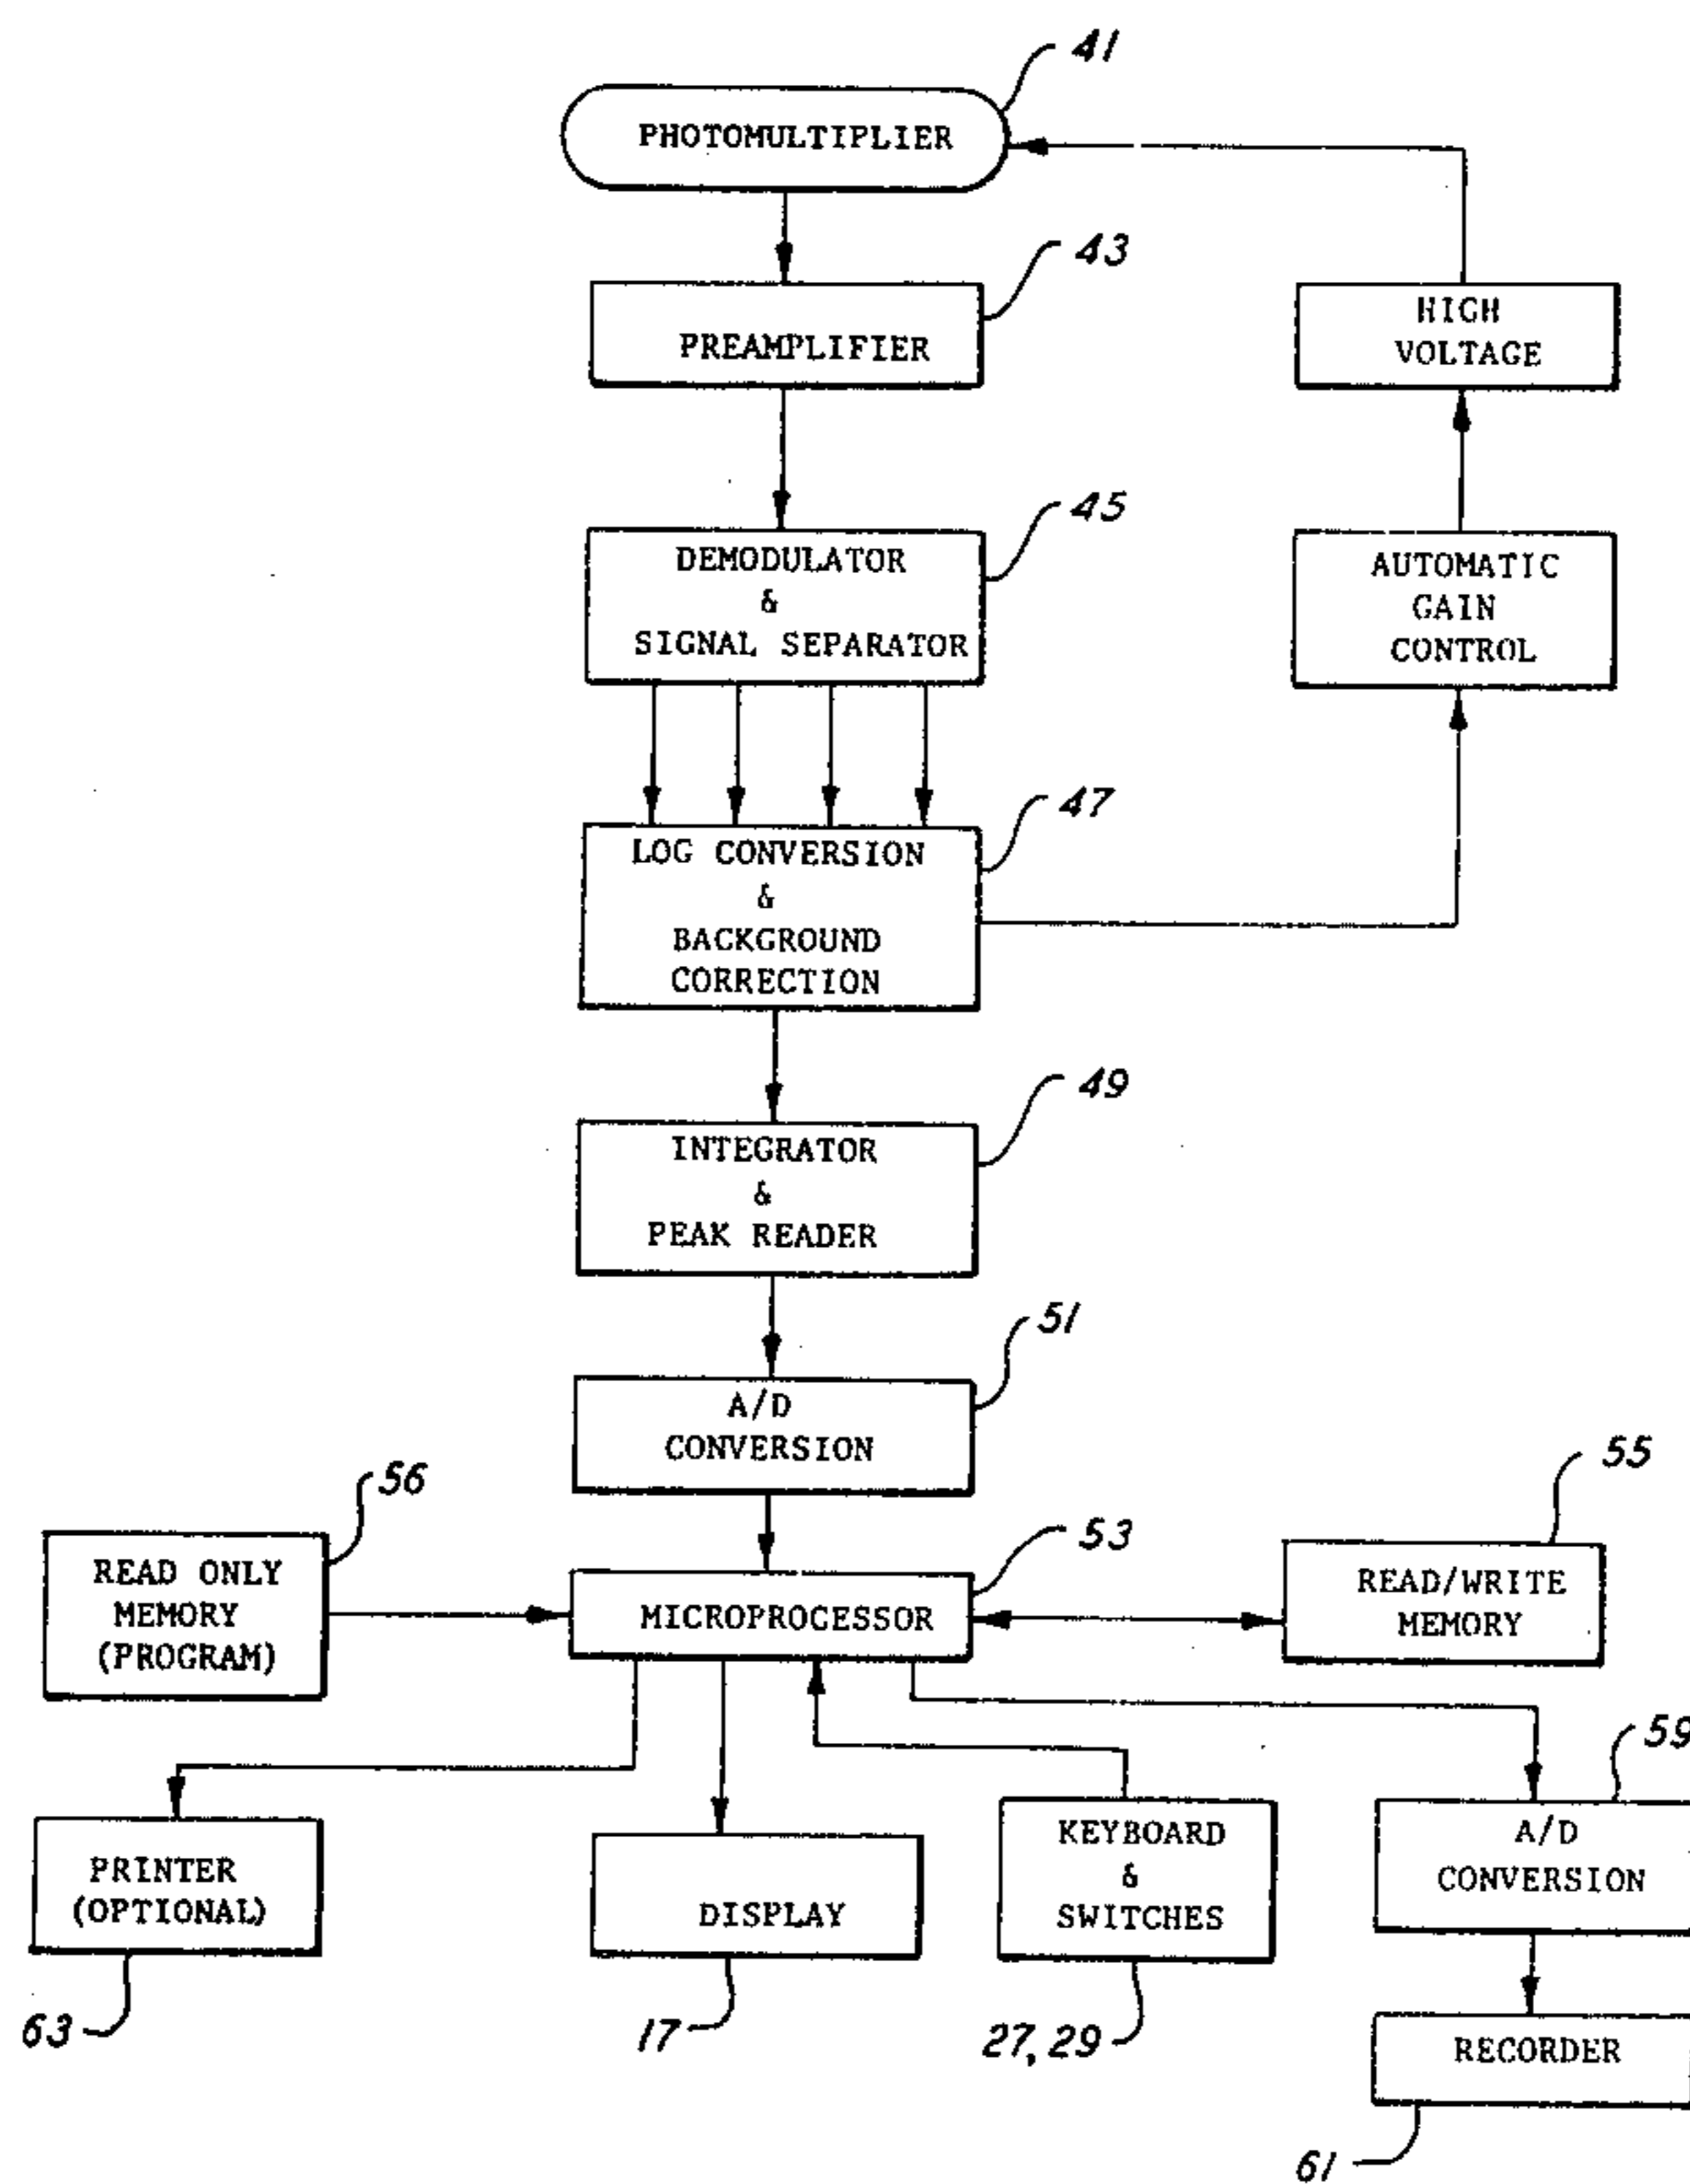 41
PHOTOMULTIPLIER
43
PREAMPLIFIER
HIGH
VOLTAGE
45
DEMODULATOR
&
SIGNAL SEPARATOR
AUTOMATIC
GAIN
CONTROL
47
LOG CONVERSION
&
BACKGROUND
CORRECTION
49
INTEGRATOR
&
PEAK READER
51
A/D
CONVERSION
56
READ ONLY
MEMORY
(PROGRAM)
53
MICROPROCESSOR
55
READ/WRITE
MEMORY
PRINTER
(OPTIONAL)
63
DISPLAY
17
KEYBOARD
&
SWITCHES
27, 29
59
A/D
CONVERSION
RECORDER
61